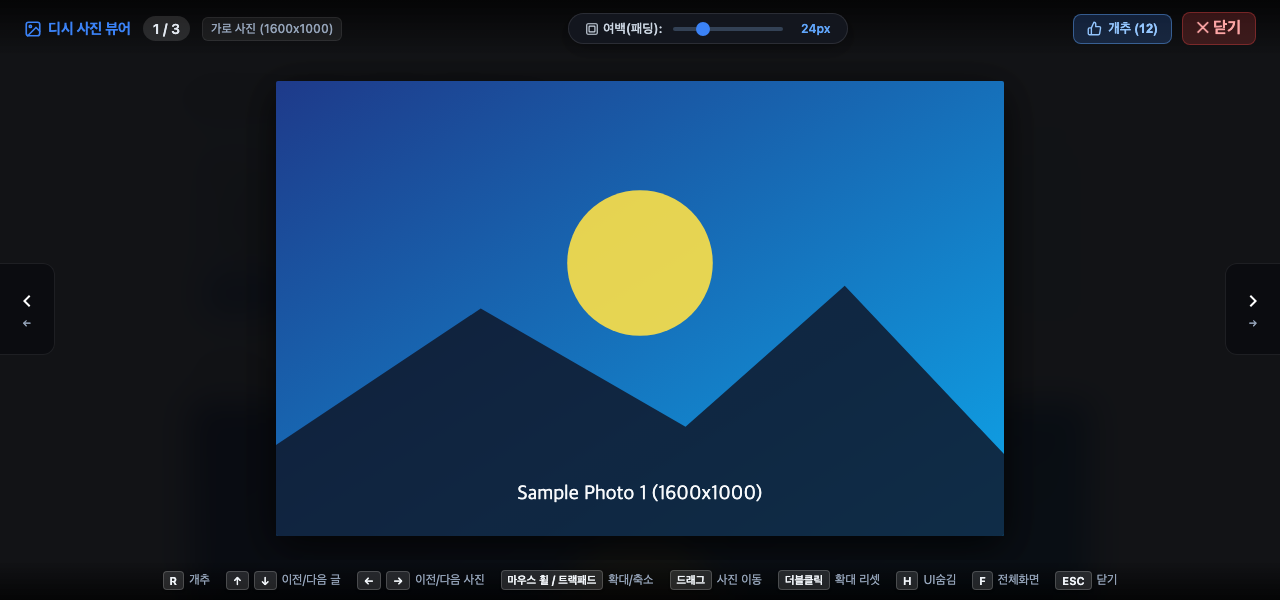 디시 사진 뷰어
1 / 3
가로 사진 (1600x1000)
여백(패딩):
24px
개추 (12)
닫기
Sample Photo 1 (1600x1000)
R 개추 ↑ ↓ 이전/다음 글 ← → 이전/다음 사진 마우스 휠 / 트랙패드 확대/축소 드래그 사진 이동 더블클릭 확대 리셋 H UI숨김 F 전체화면 ESC 닫기